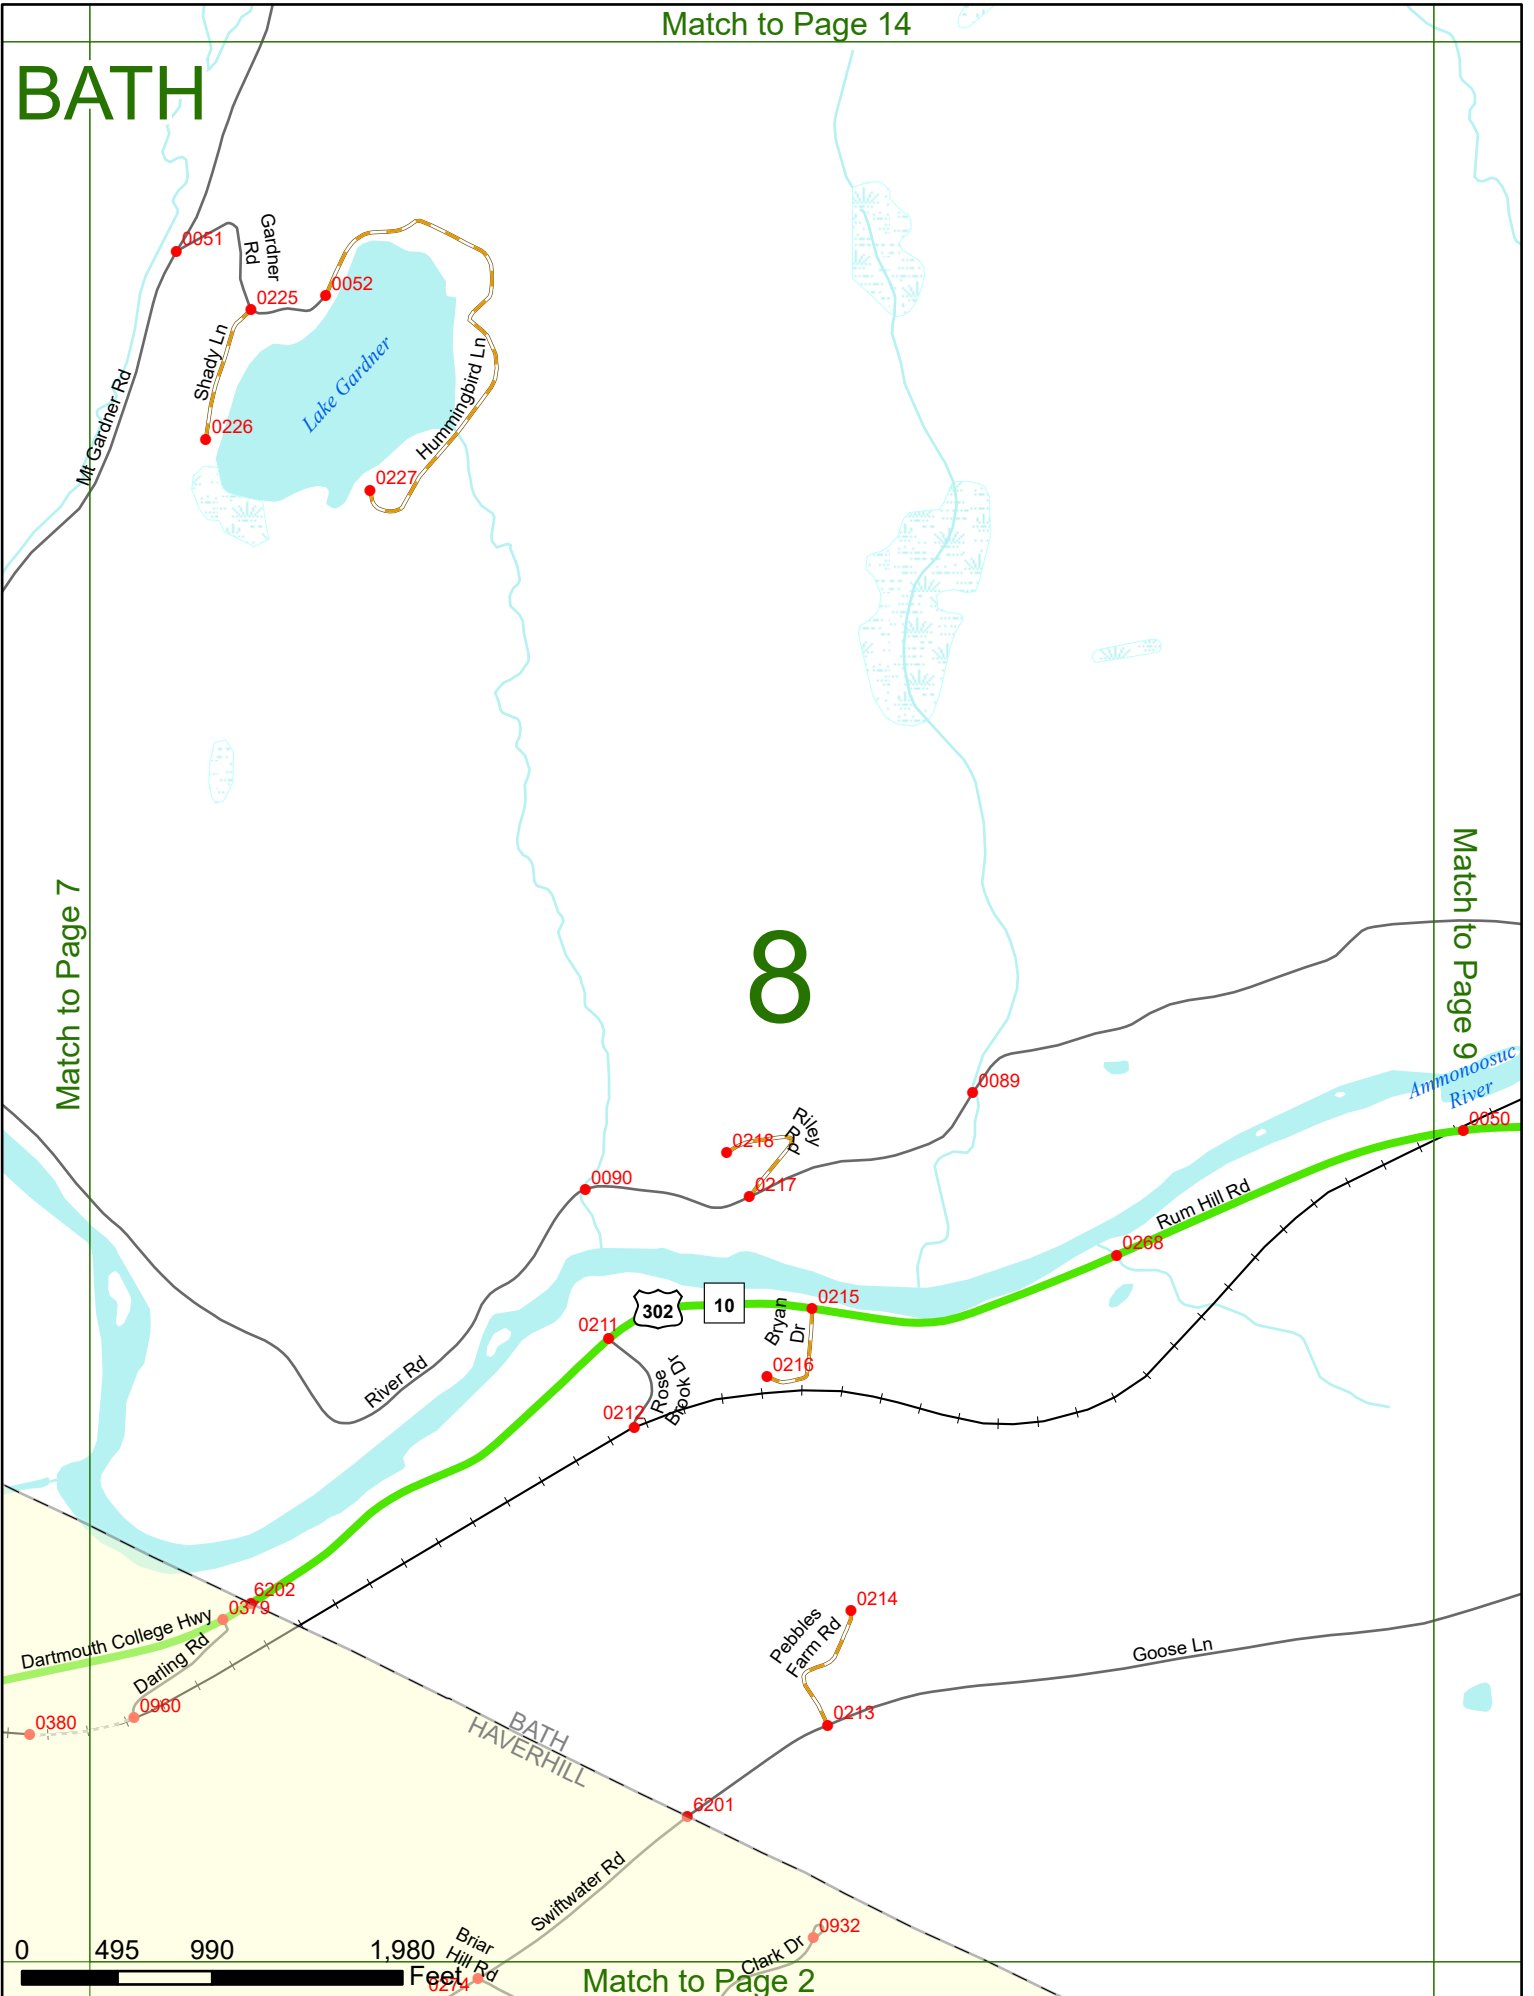 Match to Page 14
BATH
0051
Gardner
Rd
0052
0225
Shady Ln
Lake Gardner
Mt Gardner Rd
Hummingbird Ln
0226
0227
Match to Page 7
8
Match to Page 9
Ammonoosuc
River
0089
0050
Riley
Rd
0218
0090
0217
Rum Hill Rd
0268
302
10
0215
Bryan
Dr
0211
0216
River Rd
Rose
Brook Dr
0212
6202
0379
Dartmouth College Hwy
Darling Rd
0214
Pebbles
Farm Rd
Goose Ln
0960
0380
0213
BATH
HAVERHILL
6201
Swiftwater Rd
0932
Briar
Hill Rd
Clark Dr
0 495 990 1,980
Feet
0274
Match to Page 2